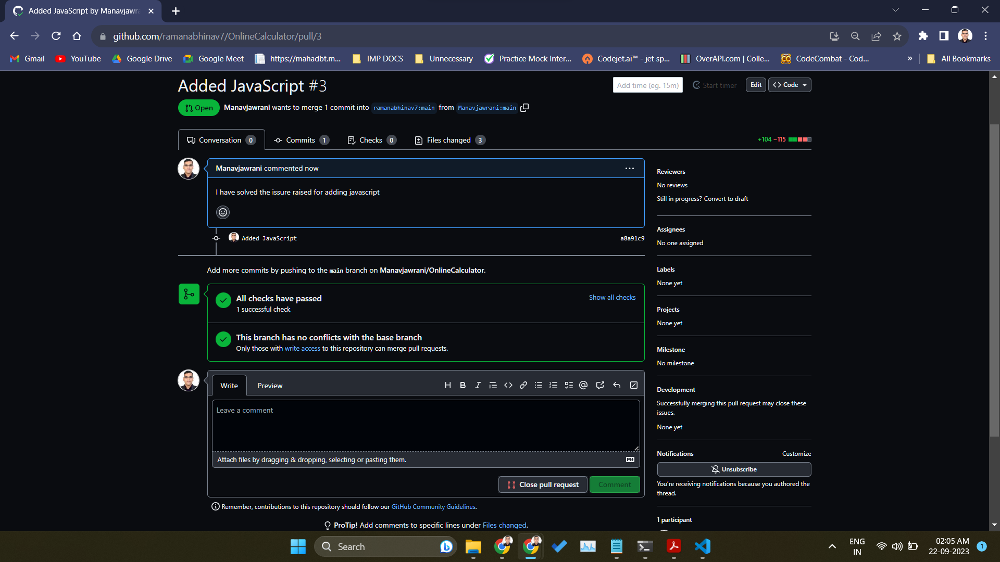 Added JavaScript by Manavjawra
github.com/ramanabhinav7/OnlineCalculator/pull/3
Gmail YouTube Google Drive Google Meet https://mahadbt.m... IMP DOCS Unnecessary Practice Mock Inter... Codejet.ai™ - jet sp... OverAPI.com | Colle... CodeCombat - Cod... » All Bookmarks
Added JavaScript #3
Add time (eg. 15m) Start timer Edit <> Code
Open Manavjawrani wants to merge 1 commit into ramanabhinav7:main from Manavjawrani:main
Conversation 0 Commits 1 Checks 0 Files changed 3 +104 −115
Manavjawrani commented now
I have solved the issure raised for adding javascript
Added JavaScript a8a91c9
Add more commits by pushing to the main branch on Manavjawrani/OnlineCalculator.
All checks have passed Show all checks
1 successful check
This branch has no conflicts with the base branch
Only those with write access to this repository can merge pull requests.
Write Preview H B I
Leave a comment
Attach files by dragging & dropping, selecting or pasting them.
Close pull request Comment
Remember, contributions to this repository should follow our GitHub Community Guidelines.
ProTip! Add comments to specific lines under Files changed.
Reviewers
No reviews
Still in progress? Convert to draft
Assignees
No one assigned
Labels
None yet
Projects
None yet
Milestone
No milestone
Development
Successfully merging this pull request may close these
issues.
None yet
Notifications Customize
Unsubscribe
You're receiving notifications because you authored the
thread.
1 participant
Search
ENG
IN
02:05 AM
22-09-2023
1